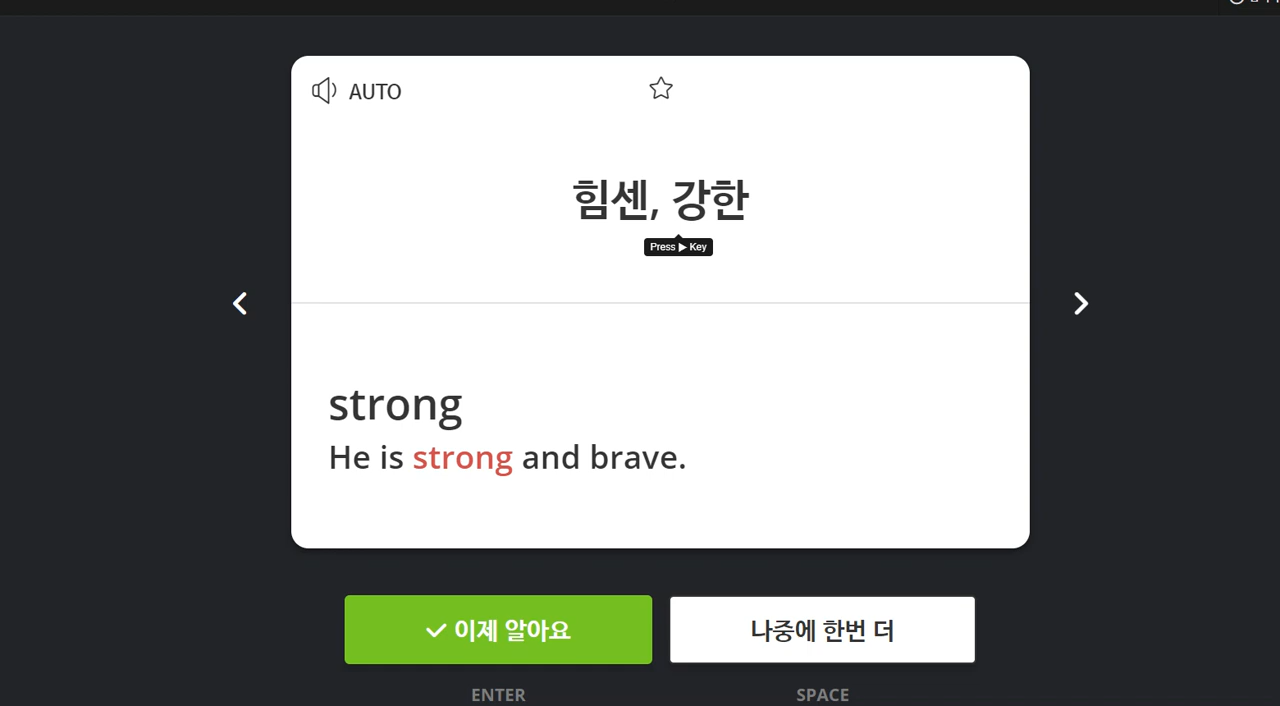 AUTO
힘센, 강한
Press ▶ Key
strong
He is strong and brave.
이제 알아요
나중에 한번 더
ENTER
SPACE